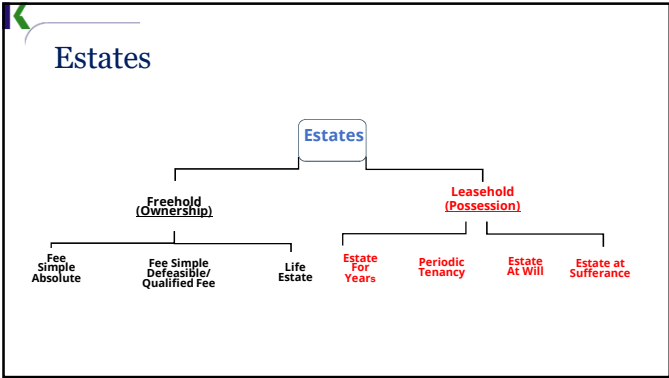 Estates
Estates
Freehold
(Ownership)
Leasehold
(Possession)
Fee
Simple
Absolute
Fee Simple
Defeasible/
Qualified Fee
Life
Estate
Estate
For
Years
Periodic
Tenancy
Estate
At Will
Estate at
Sufferance